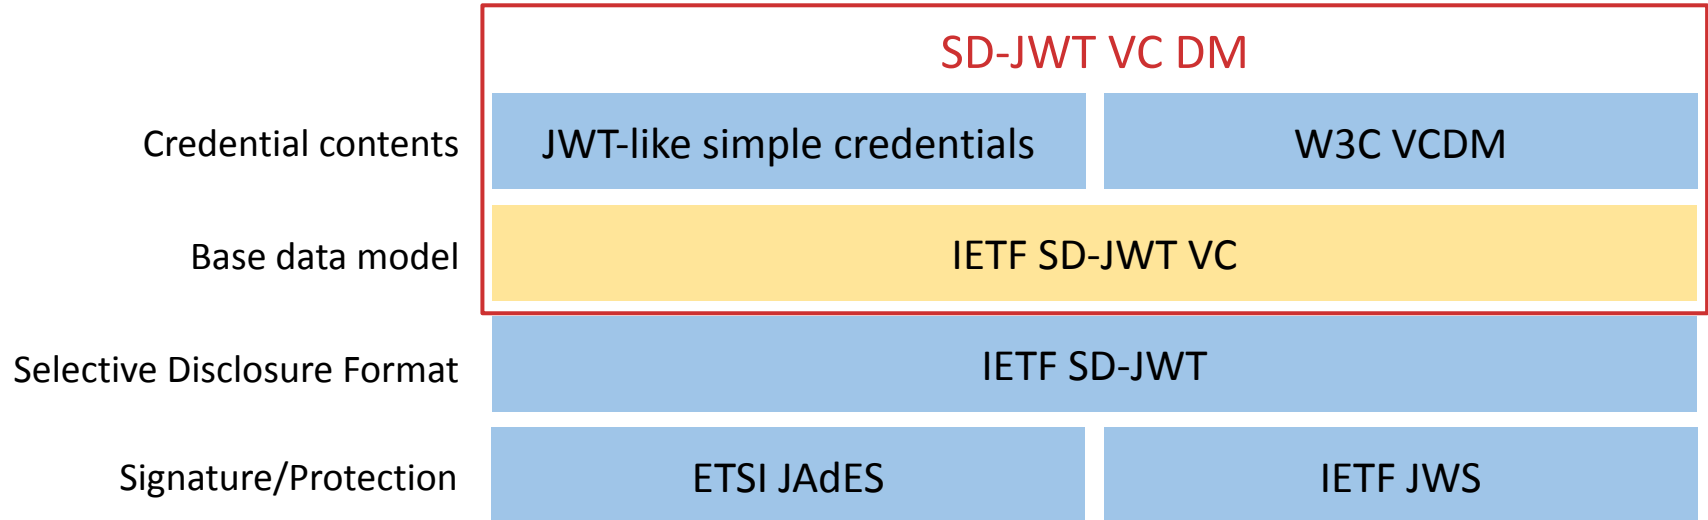 SD-JWT VC DM
Credential contents
JWT-like simple credentials
W3C VCDM
Base data model
IETF SD-JWT VC
Selective Disclosure Format
IETF SD-JWT
Signature/Protection
ETSI JAdES
IETF JWS